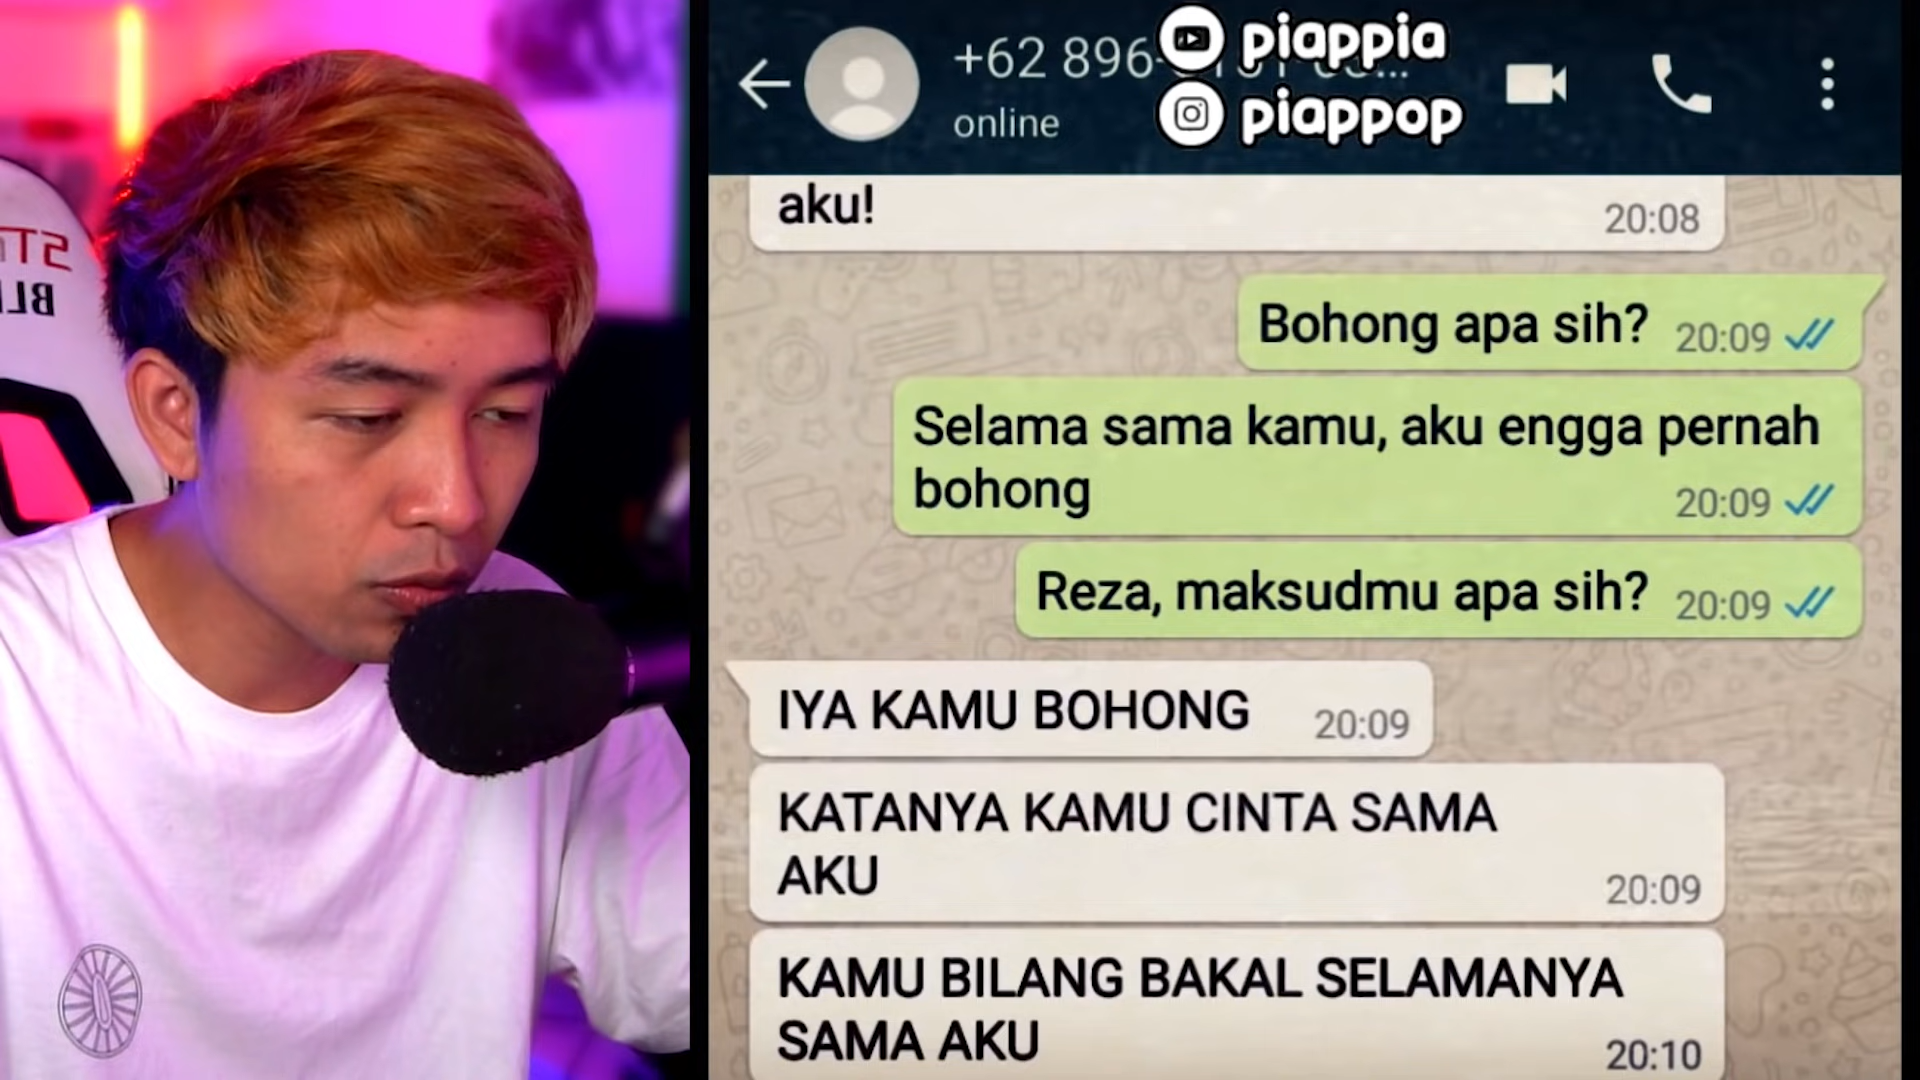 +62 896-
online
piappia
piappop
aku!
20:08
Bohong apa sih? 20:09
Selama sama kamu, aku engga pernah
bohong 20:09
Reza, maksudmu apa sih? 20:09
IYA KAMU BOHONG 20:09
KATANYA KAMU CINTA SAMA
AKU 20:09
KAMU BILANG BAKAL SELAMANYA
SAMA AKU 20:10